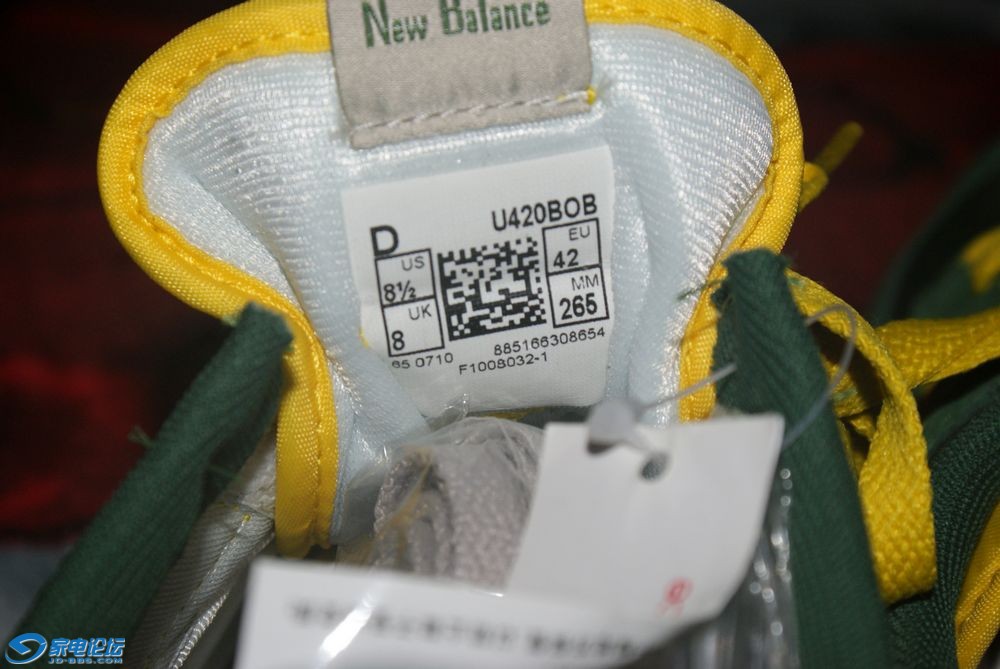 New Balance
D
U420BOB
US
8½
UK
8
EU
42
MM
265
65 0710
885166308654
F1008032-1
家电论坛
JD-BBS.COM